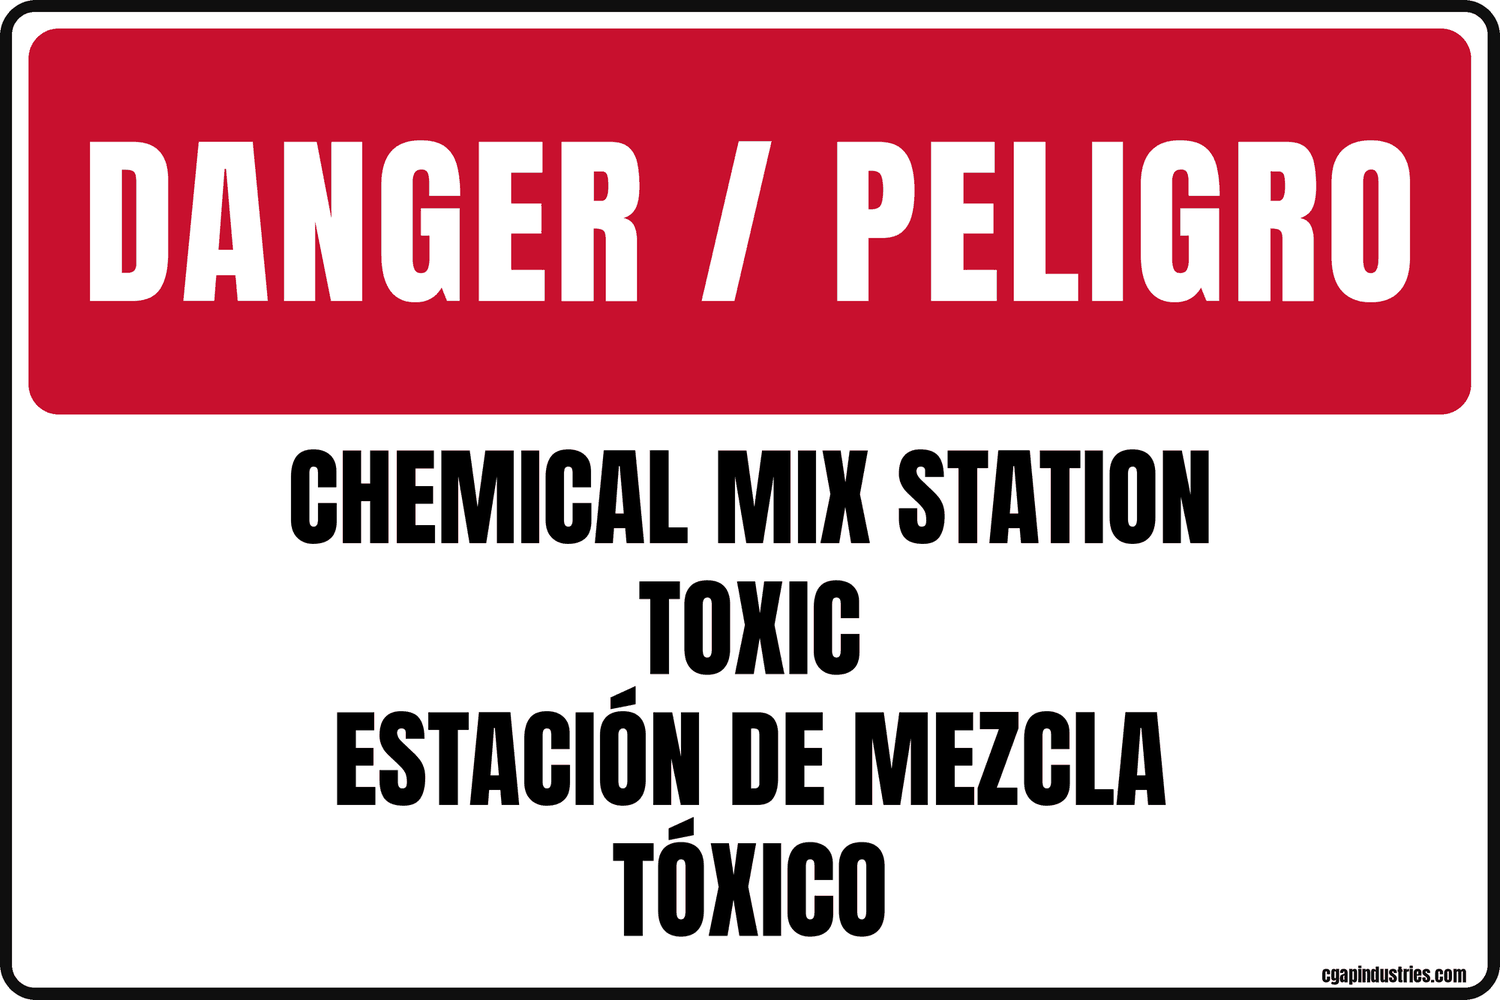 DANGER / PELIGRO
CHEMICAL MIX STATION
TOXIC
ESTACIÓN DE MEZCLA
TÓXICO
cgapindustries.com